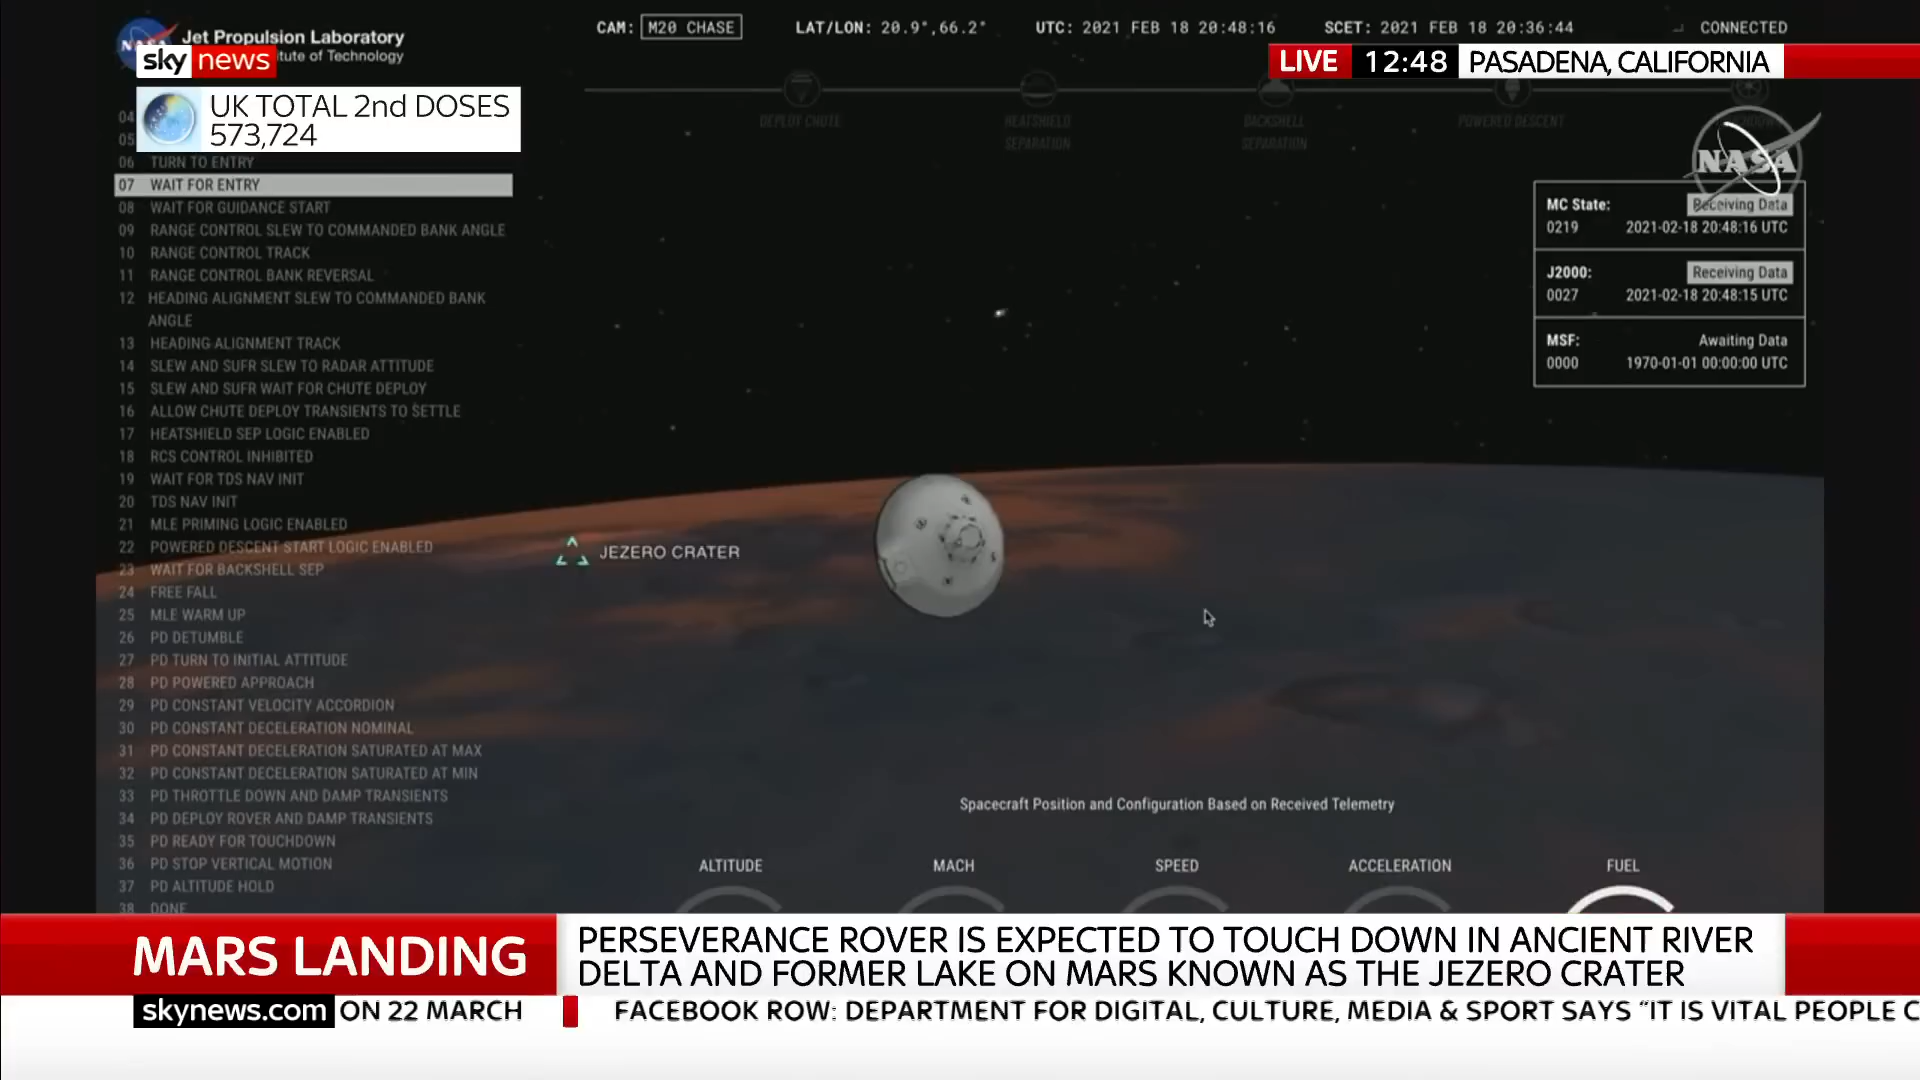 NASA
Jet Propulsion Laboratory
tute of Technology
CAM: M20 CHASE
LAT/LON: 20.9°,66.2°
UTC: 2021 FEB 18 20:48:16
SCET: 2021 FEB 18 20:36:44
CONNECTED
sky news
LIVE 12:48 PASADENA, CALIFORNIA
UK TOTAL 2nd DOSES
573,724
DEPLOY CHUTE
HEATSHIELD
SEPARATION
BACKSHELL
SEPARATION
POWERED DESCENT
NASA
04
05
06 TURN TO ENTRY
07 WAIT FOR ENTRY
08 WAIT FOR GUIDANCE START
09 RANGE CONTROL SLEW TO COMMANDED BANK ANGLE
10 RANGE CONTROL TRACK
11 RANGE CONTROL BANK REVERSAL
12 HEADING ALIGNMENT SLEW TO COMMANDED BANK
ANGLE
13 HEADING ALIGNMENT TRACK
14 SLEW AND SUFR SLEW TO RADAR ATTITUDE
15 SLEW AND SUFR WAIT FOR CHUTE DEPLOY
16 ALLOW CHUTE DEPLOY TRANSIENTS TO SETTLE
17 HEATSHIELD SEP LOGIC ENABLED
18 RCS CONTROL INHIBITED
19 WAIT FOR TDS NAV INIT
20 TDS NAV INIT
21 MLE PRIMING LOGIC ENABLED
22 POWERED DESCENT START LOGIC ENABLED
23 WAIT FOR BACKSHELL SEP
24 FREE FALL
25 MLE WARM UP
26 PD DETUMBLE
27 PD TURN TO INITIAL ATTITUDE
28 PD POWERED APPROACH
29 PD CONSTANT VELOCITY ACCORDION
30 PD CONSTANT DECELERATION NOMINAL
31 PD CONSTANT DECELERATION SATURATED AT MAX
32 PD CONSTANT DECELERATION SATURATED AT MIN
33 PD THROTTLE DOWN AND DAMP TRANSIENTS
34 PD DEPLOY ROVER AND DAMP TRANSIENTS
35 PD READY FOR TOUCHDOWN
36 PD STOP VERTICAL MOTION
37 PD ALTITUDE HOLD
38 DONE
MC State: Receiving Data
0219 2021-02-18 20:48:16 UTC
J2000: Receiving Data
0027 2021-02-18 20:48:15 UTC
MSF: Awaiting Data
0000 1970-01-01 00:00:00 UTC
JEZERO CRATER
Spacecraft Position and Configuration Based on Received Telemetry
ALTITUDE
MACH
SPEED
ACCELERATION
FUEL
MARS LANDING
PERSEVERANCE ROVER IS EXPECTED TO TOUCH DOWN IN ANCIENT RIVER
DELTA AND FORMER LAKE ON MARS KNOWN AS THE JEZERO CRATER
skynews.com ON 22 MARCH
FACEBOOK ROW: DEPARTMENT FOR DIGITAL, CULTURE, MEDIA & SPORT SAYS "IT IS VITAL PEOPLE C